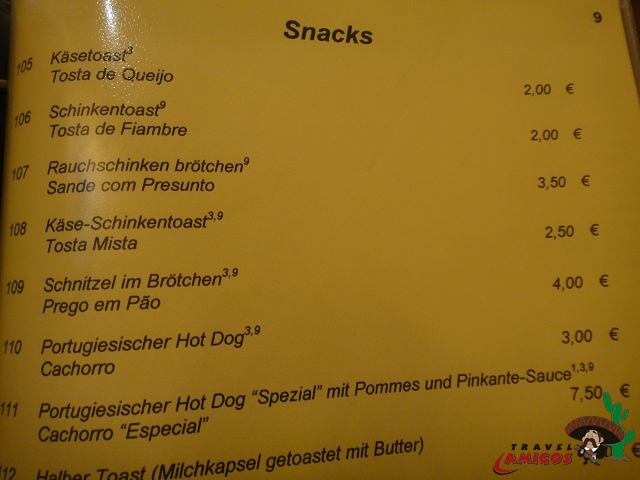 9
Snacks
105 Käsetoast3
Tosta de Queijo
2,00 €
106 Schinkentoast9
Tosta de Fiambre
2,00 €
107 Rauchschinken brötchen9
Sande com Presunto
3,50 €
108 Käse-Schinkentoast3,9
Tosta Mista
2,50 €
109 Schnitzel im Brötchen3,9
Prego em Pão
4,00 €
110 Portugiesischer Hot Dog3,9
Cachorro
3,00 €
111 Portugiesischer Hot Dog "Spezial" mit Pommes und Pinkante-Sauce1,3,9
Cachorro "Especial"
7,50 €
112 Halber Toast (Milchkapsel getoastet mit Butter)
€
TRAVEL
AMIGOS